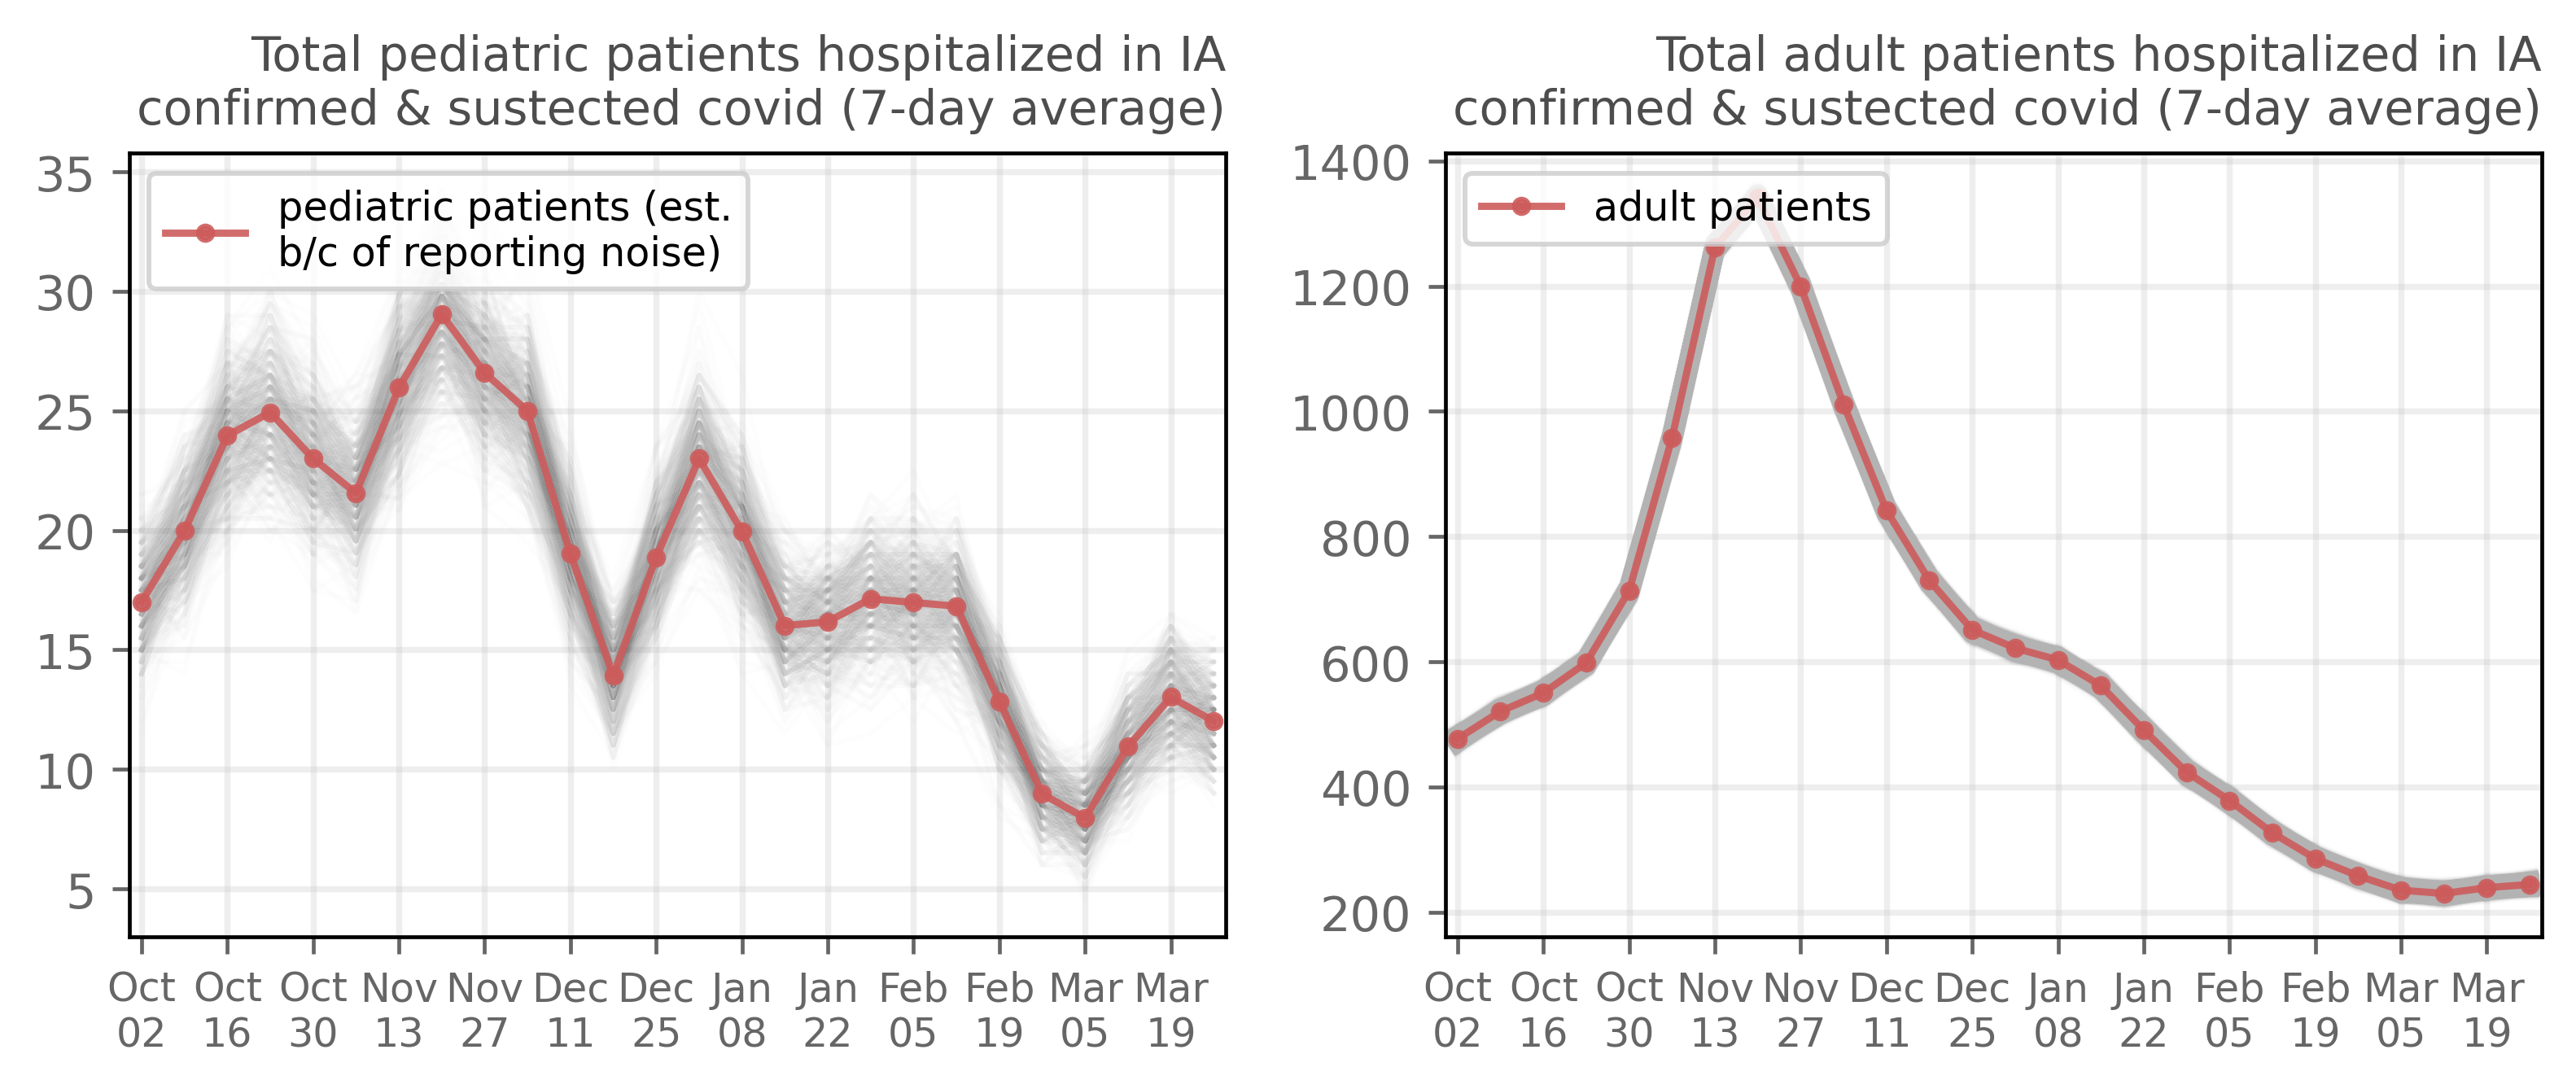 Total pediatric patients hospitalized in IA
confirmed & sustected covid (7-day average)
35
30
25
20
15
10
5
pediatric patients (est.
b/c of reporting noise)
Oct Oct Oct Nov Nov Dec Dec Jan Jan Feb Feb Mar Mar
02 16 30 13 27 11 25 08 22 05 19 05 19
Total adult patients hospitalized in IA
confirmed & sustected covid (7-day average)
1400
1200
1000
800
600
400
200
adult patients
Oct Oct Oct Nov Nov Dec Dec Jan Jan Feb Feb Mar Mar
02 16 30 13 27 11 25 08 22 05 19 05 19